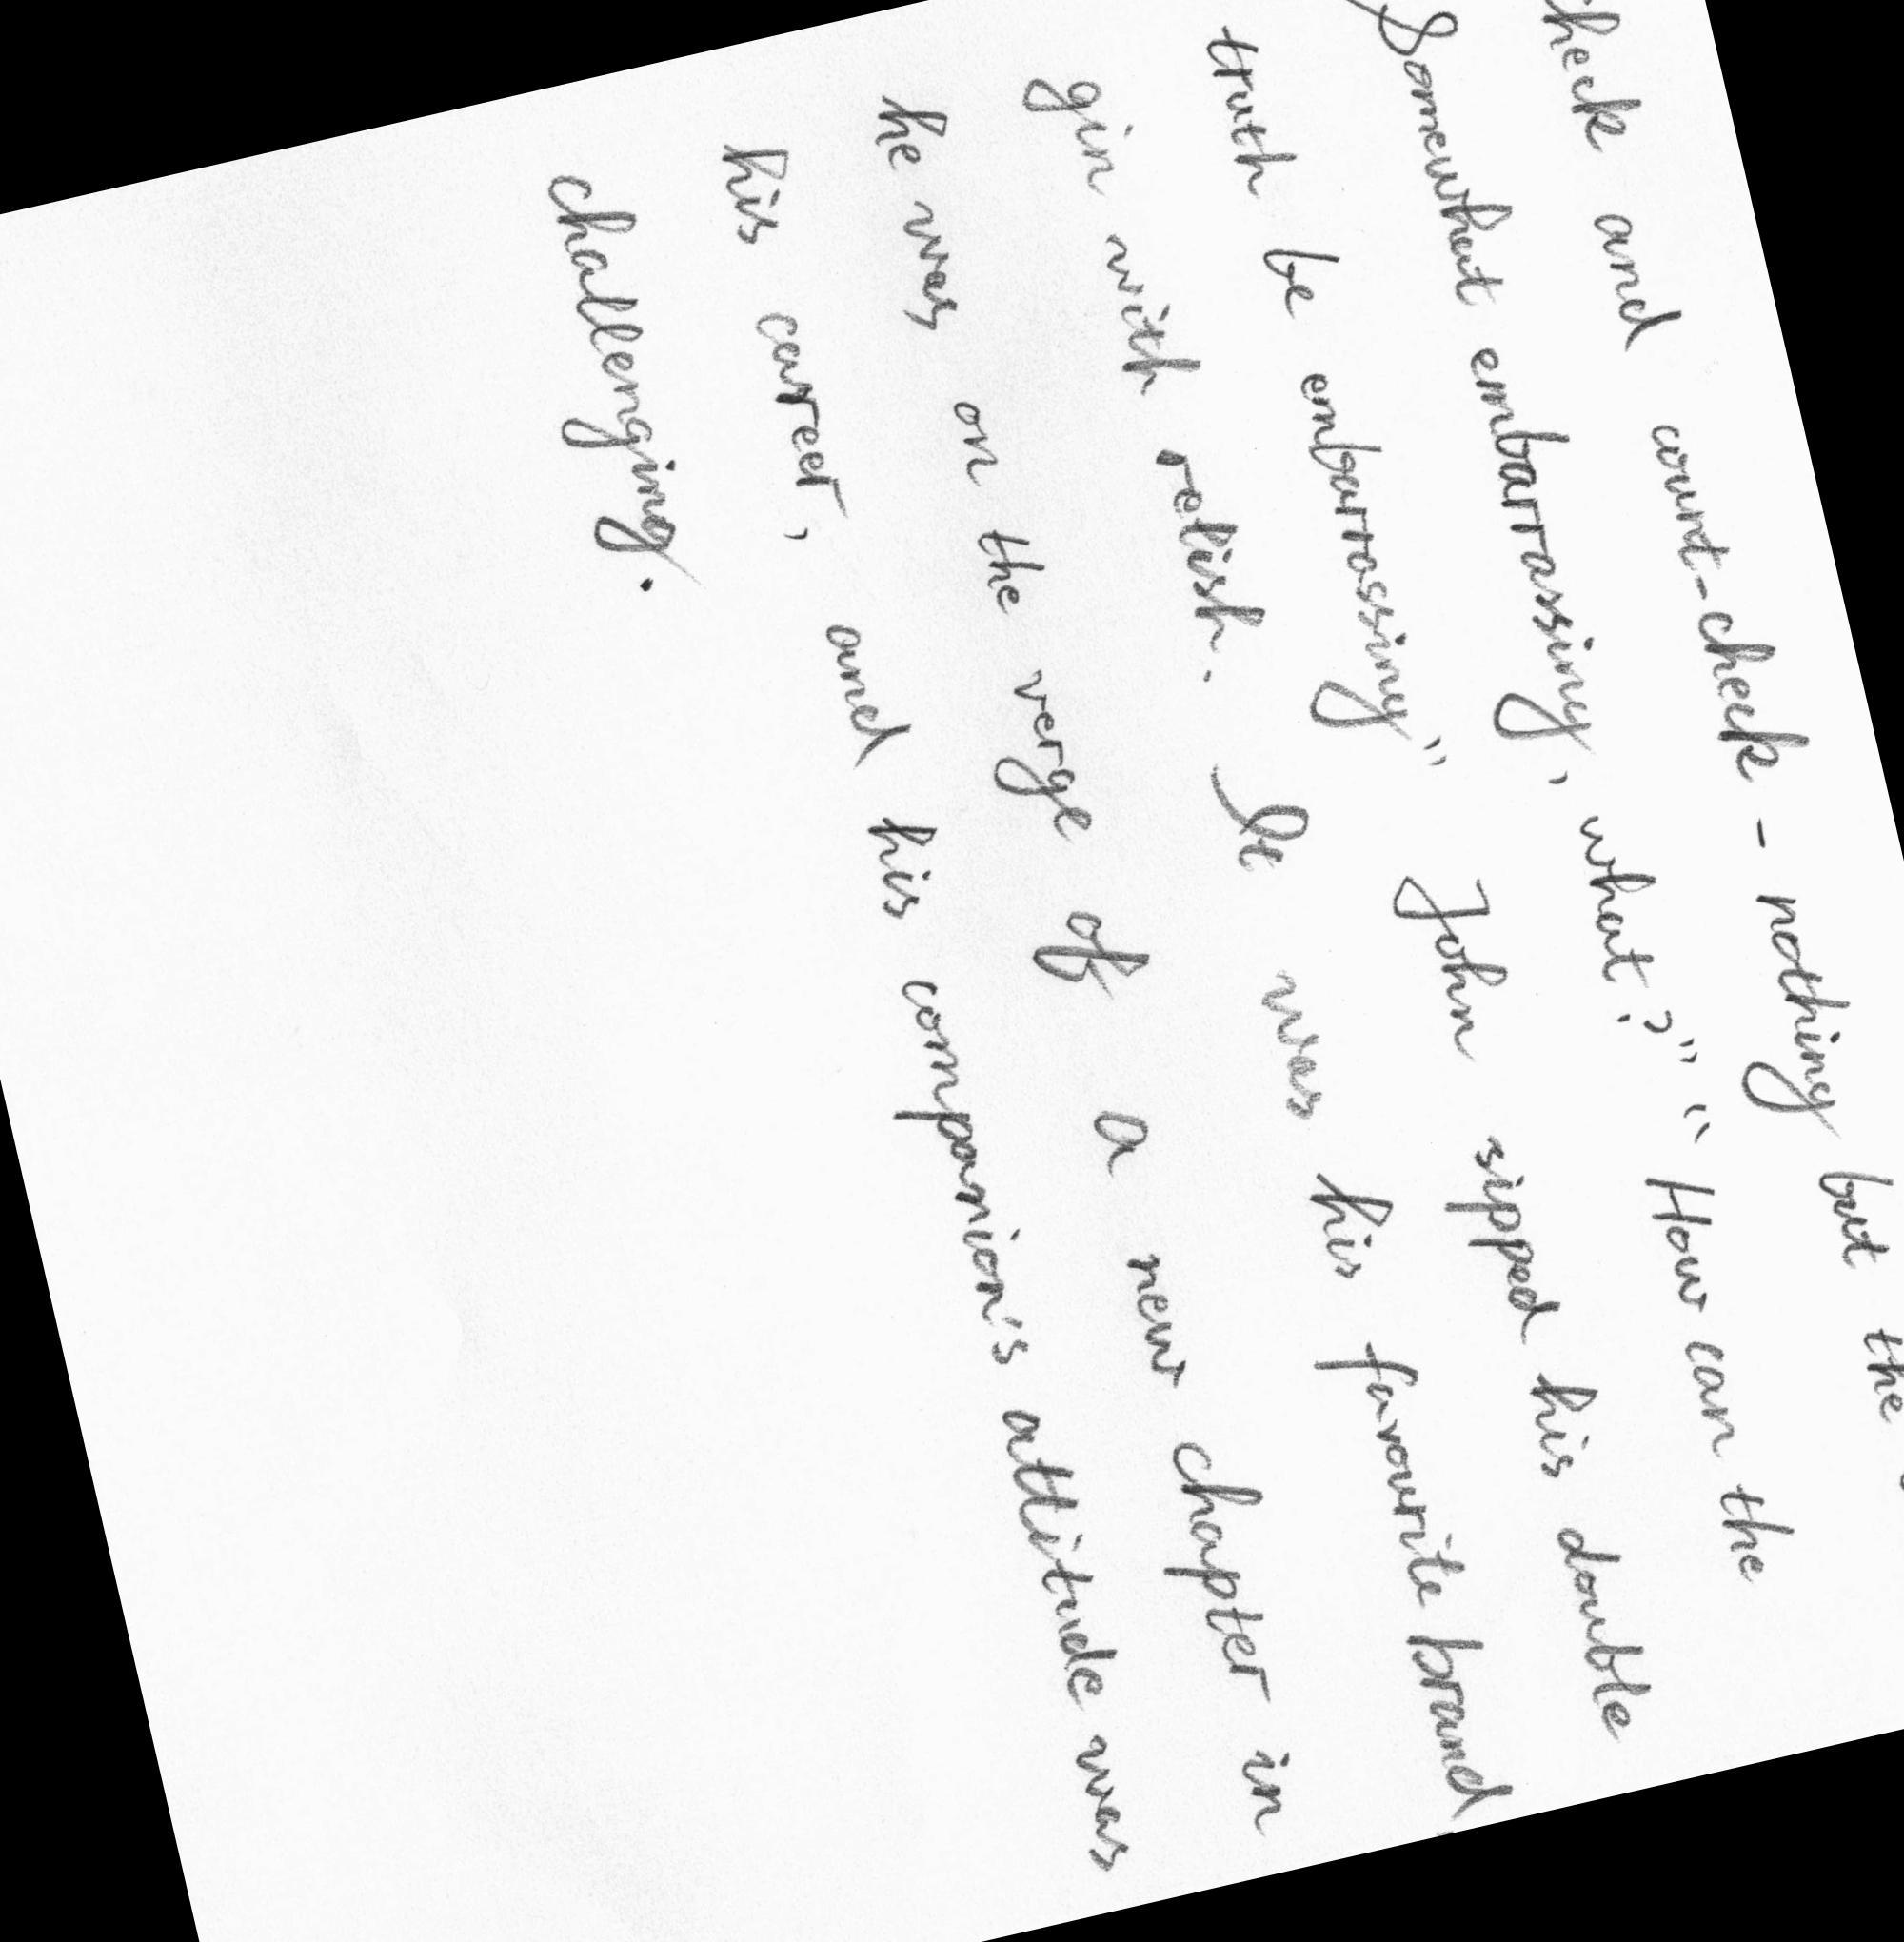 check and count-check - nothing but the
Somewhat embarrassing, what?" "How can the
truth be embarrassing" John sipped his double
gin with relish. It was his favourite brand
he was on the verge of a new chapter in
his career, and his companion's attitude was
challenging.